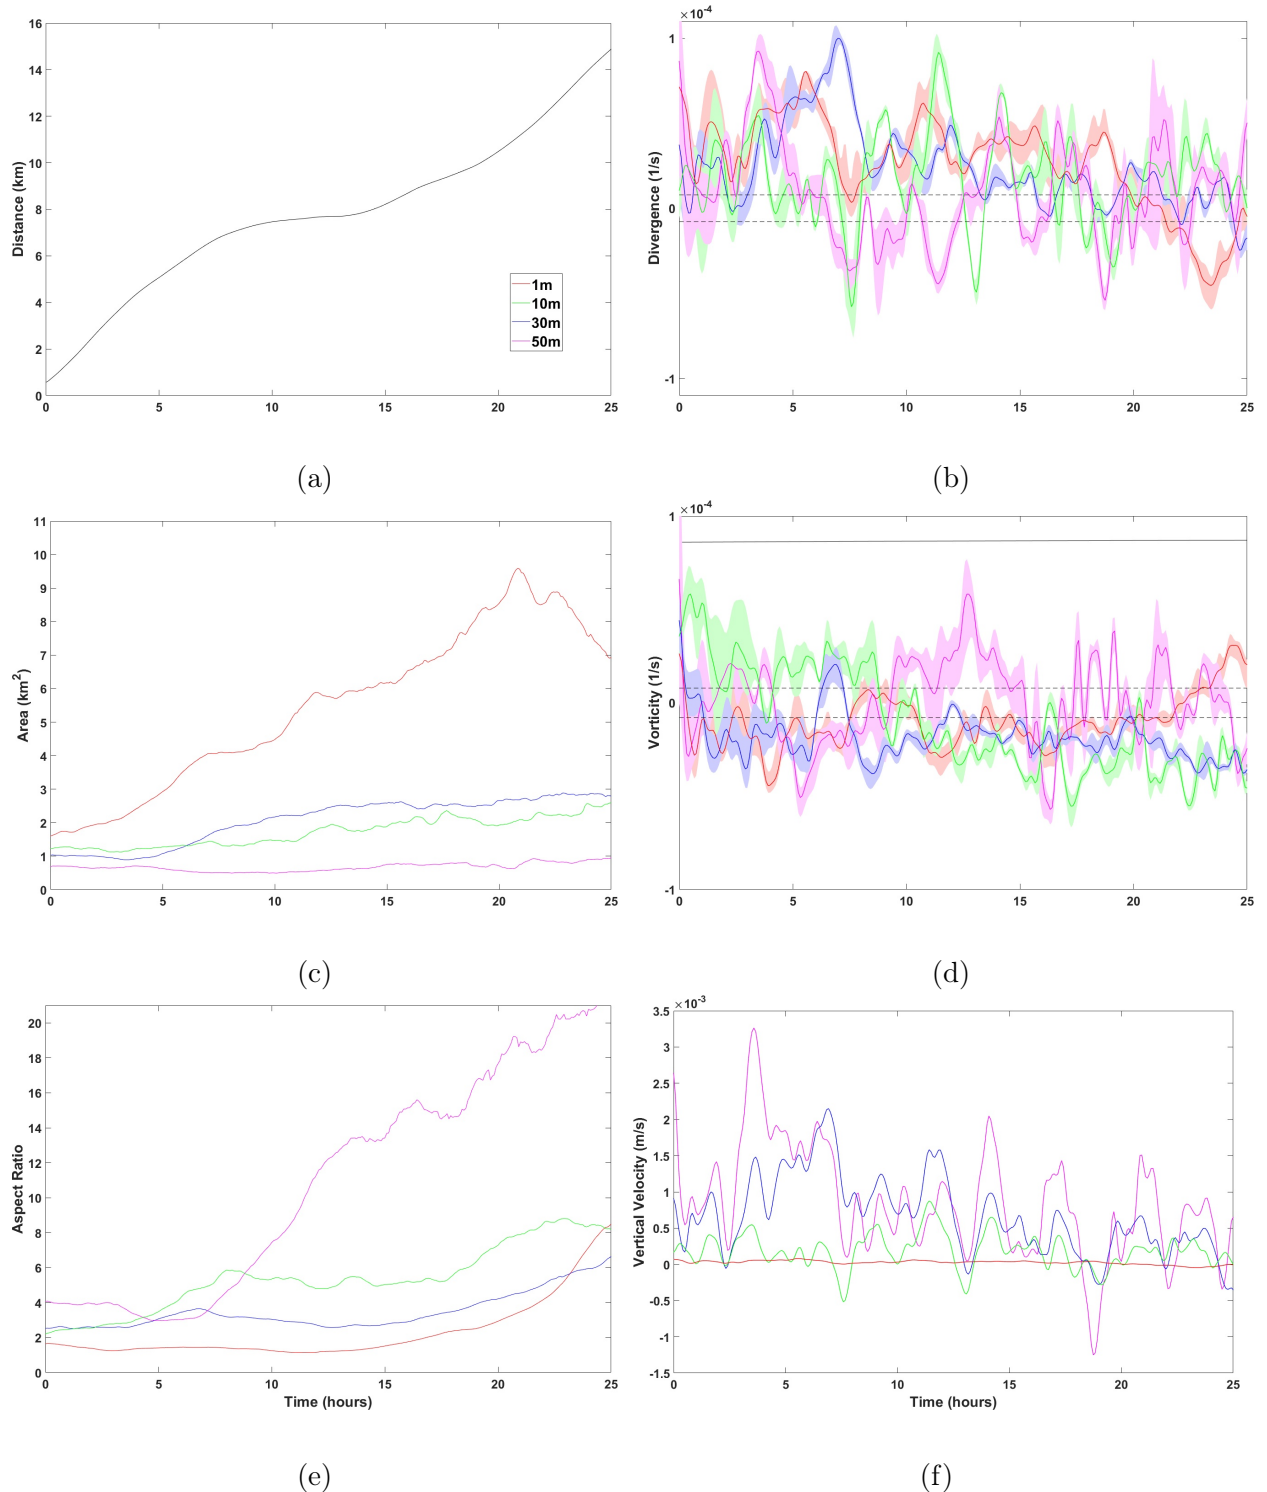 16
14
12
10
8
6
4
2
0
Distance (km)
0 5 10 15 20 25
1m
10m
30m
50m
(a)
×10-4
1
0
-1
Divergence (1/s)
0 5 10 15 20 25
(b)
11
10
9
8
7
6
5
4
3
2
1
0
Area (km2)
0 5 10 15 20 25
(c)
×10-4
1
0
-1
Vorticity (1/s)
0 5 10 15 20 25
(d)
20
18
16
14
12
10
8
6
4
2
0
Aspect Ratio
0 5 10 15 20 25
Time (hours)
(e)
×10-3
3.5
3
2.5
2
1.5
1
0.5
0
-0.5
-1
-1.5
Vertical Velocity (m/s)
0 5 10 15 20 25
Time (hours)
(f)